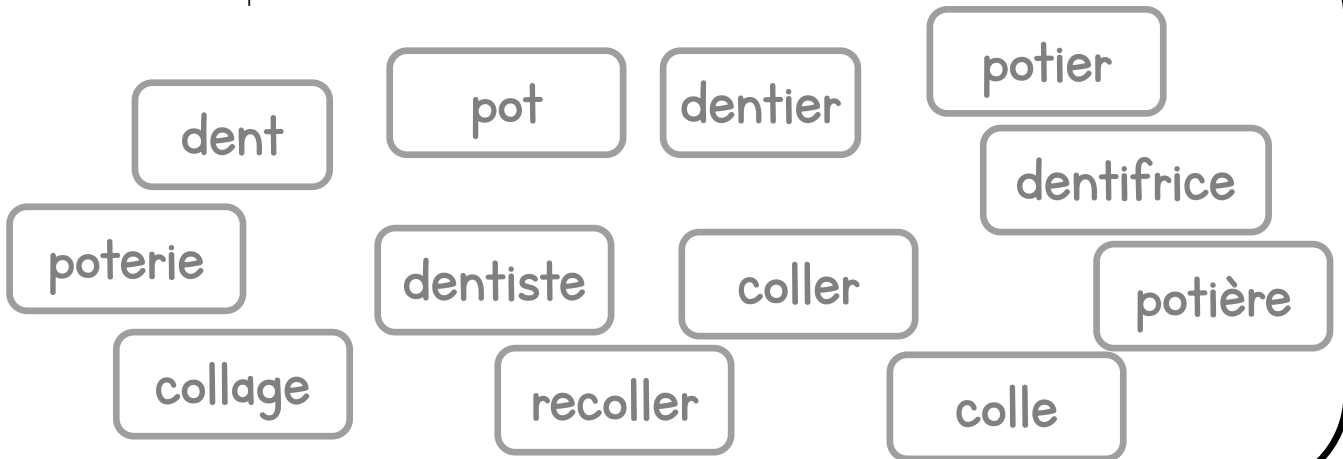 potier
dent
pot
dentier
dentifrice
poterie
dentiste
coller
potière
collage
recoller
colle